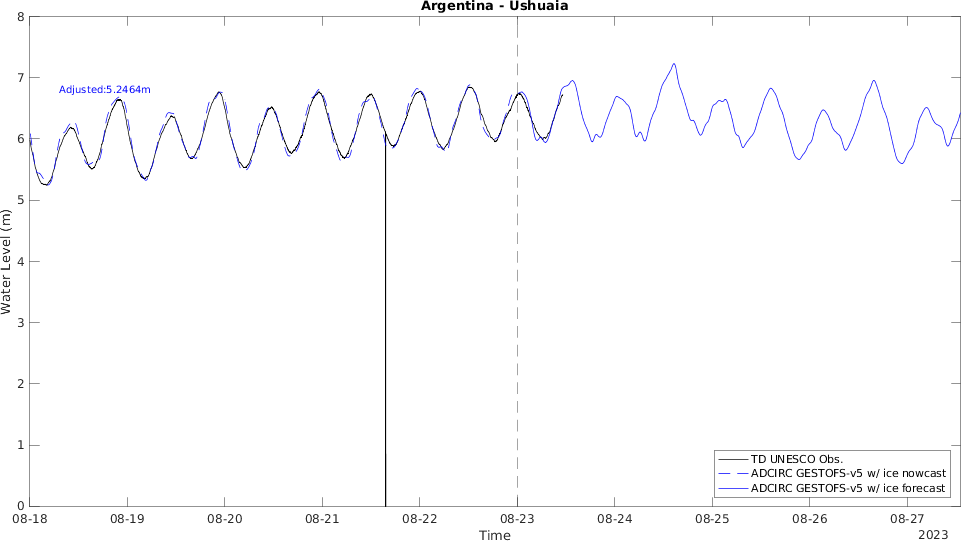 Argentina - Ushuaia
8
7
6
5
4
3
2
1
0
Water Level (m)
Adjusted:5.2464m
TD UNESCO Obs.
ADCIRC GESTOFS-v5 w/ ice nowcast
ADCIRC GESTOFS-v5 w/ ice forecast
08-18 08-19 08-20 08-21 08-22 08-23 08-24 08-25 08-26 08-27
Time
2023